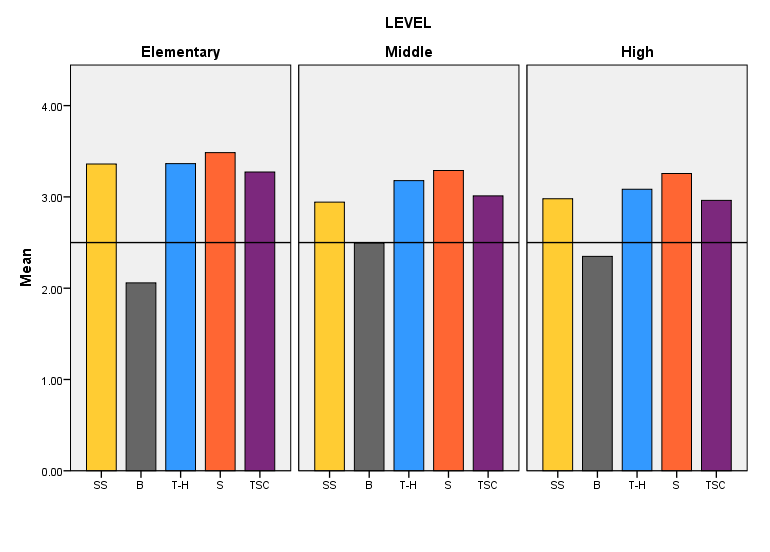 LEVEL
Elementary Middle High
Mean
4.00
3.00
2.00
1.00
0.00
SS B T-H S TSC SS B T-H S TSC SS B T-H S TSC